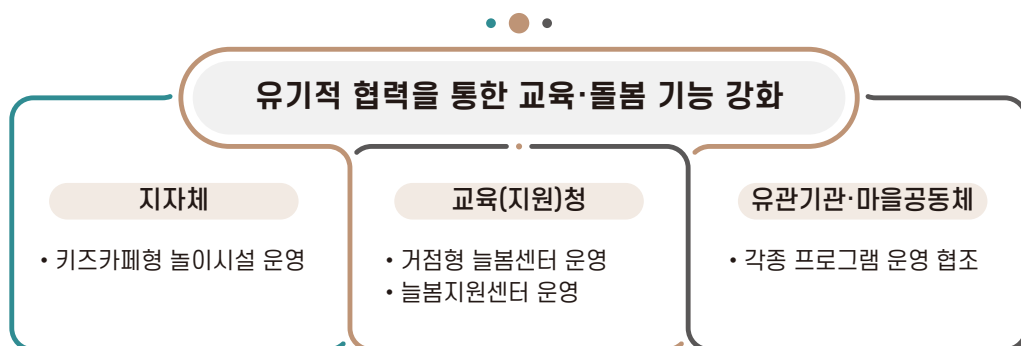 유기적 협력을 통한 교육·돌봄 기능 강화
지자체
• 키즈카페형 놀이시설 운영
교육(지원)청
• 거점형 늘봄센터 운영
• 늘봄지원센터 운영
유관기관·마을공동체
• 각종 프로그램 운영 협조